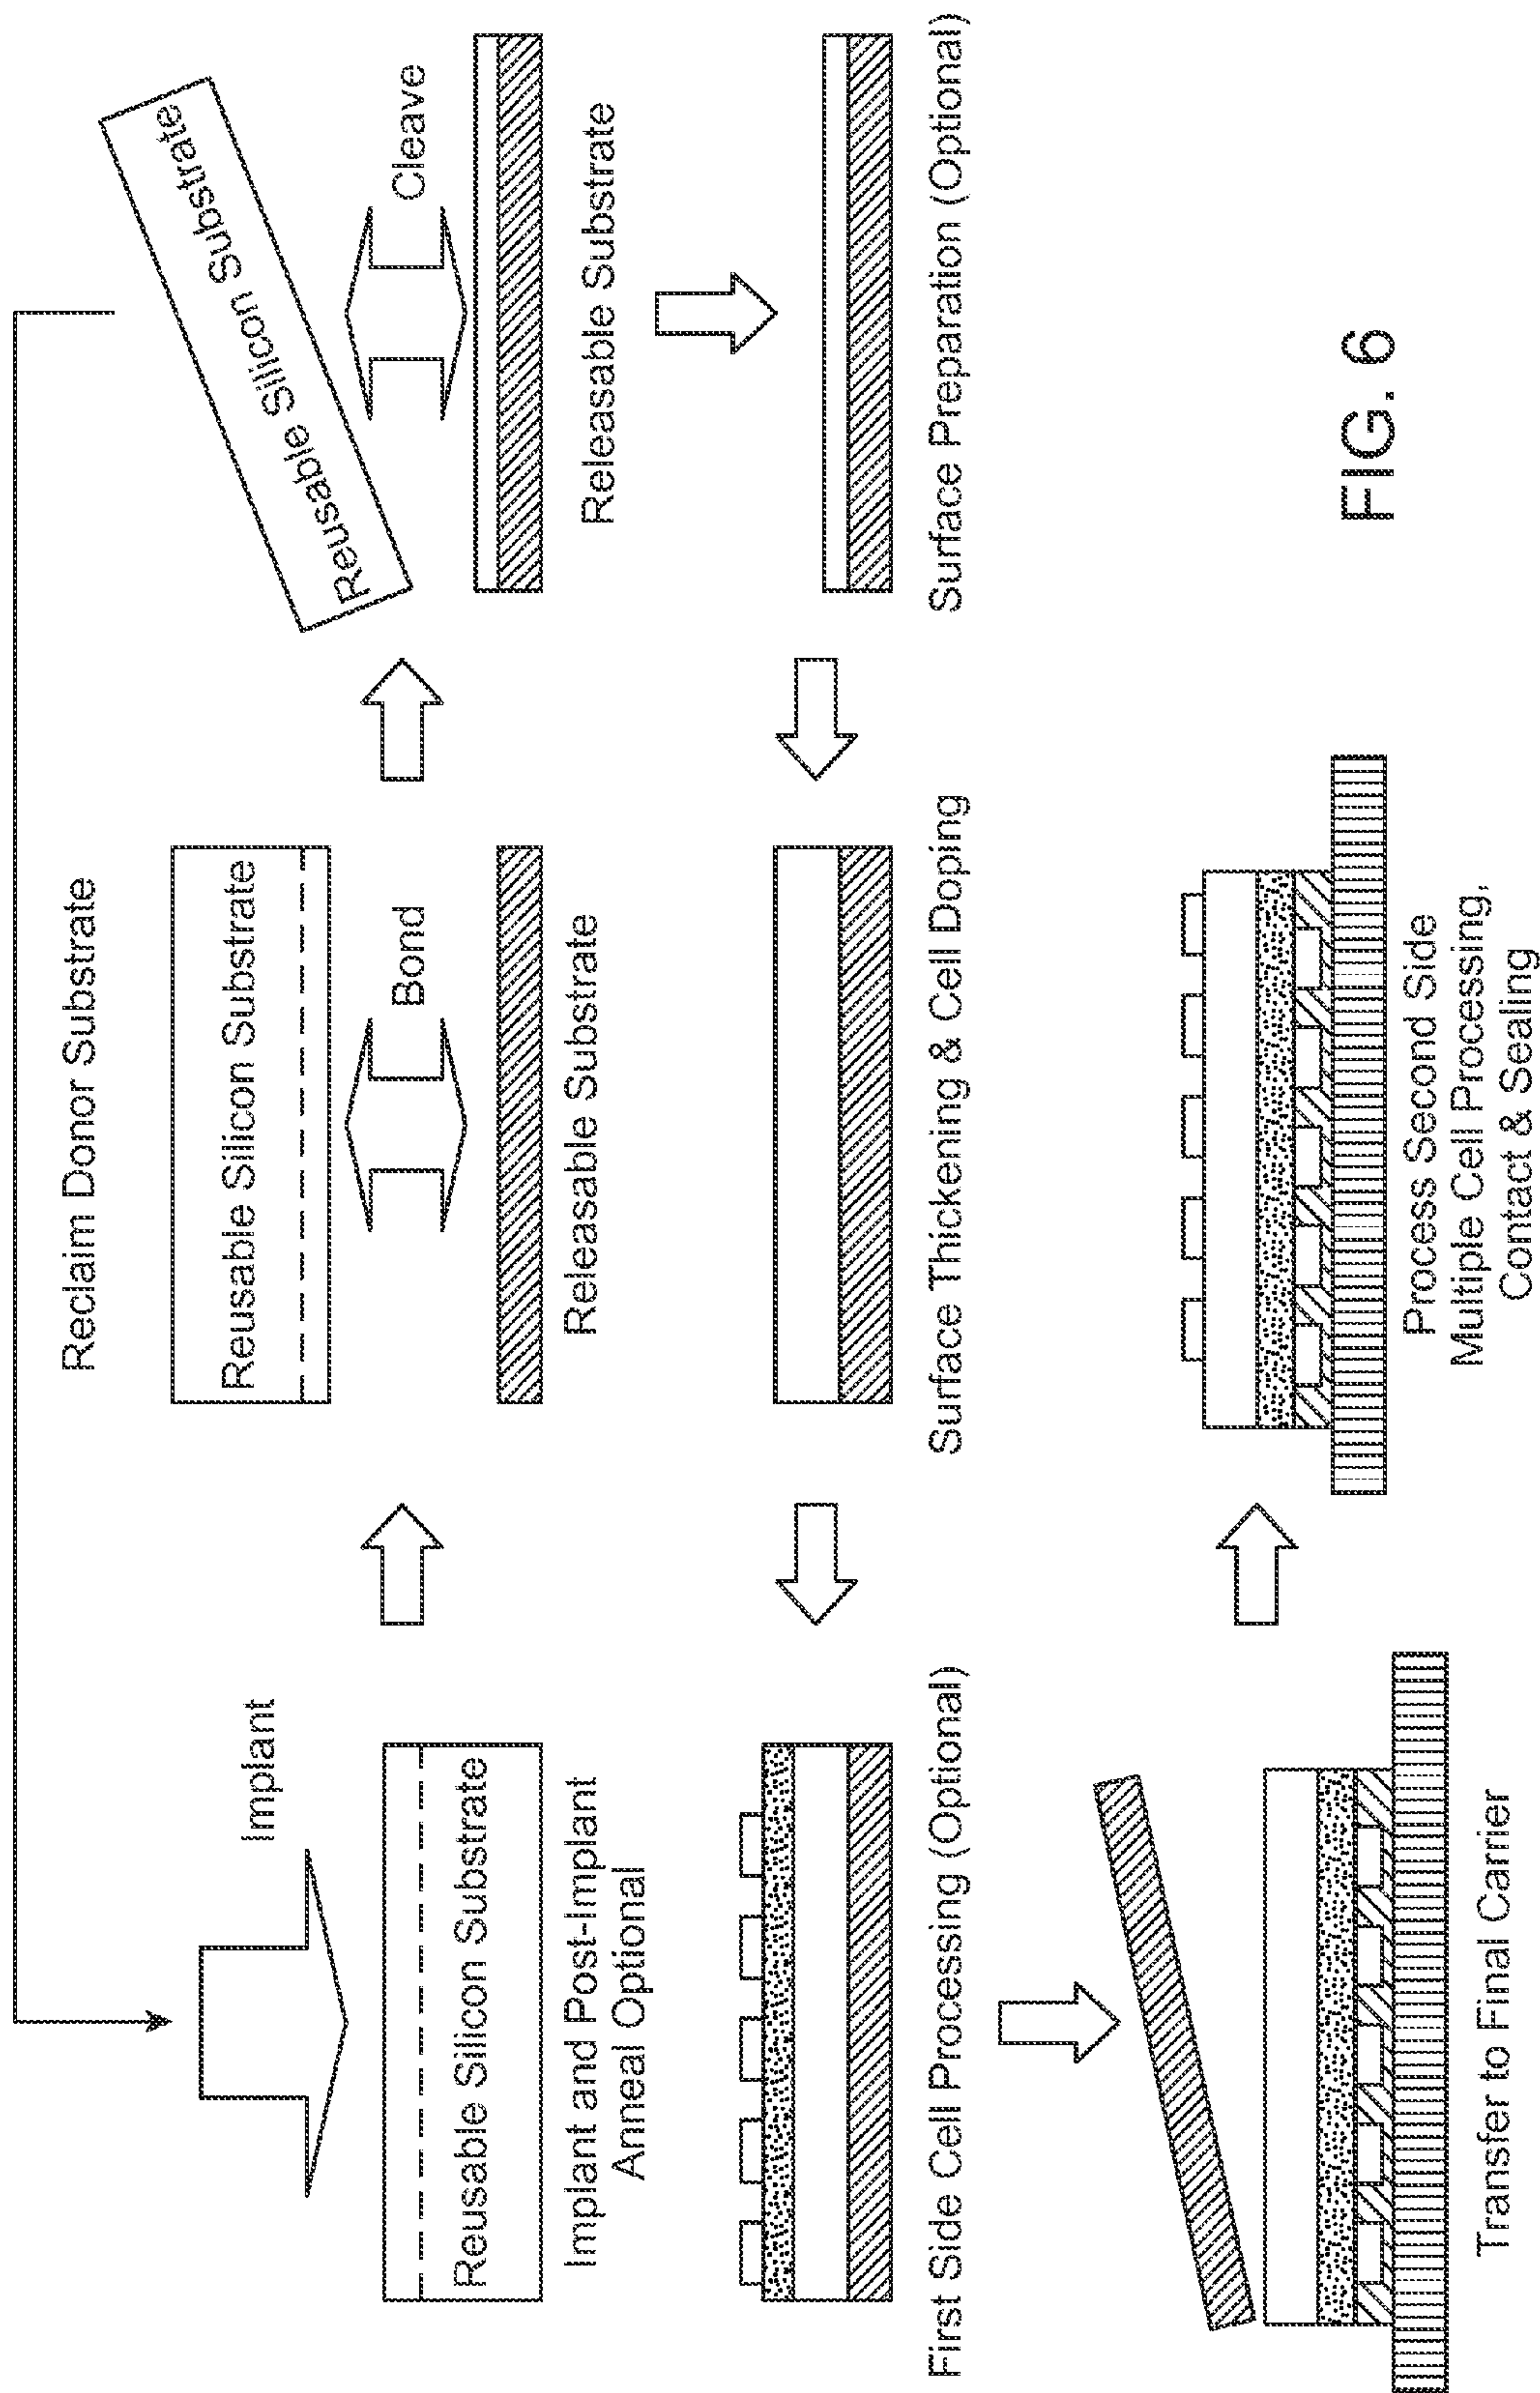 Reclaim Donor Substrate
Implant
Reusable Silicon Substrate
Implant and Post-Implant
Anneal Optional
Reusable Silicon Substrate
Bond
Releasable Substrate
Reusable Silicon Substrate
Cleave
Releasable Substrate
Surface Preparation (Optional)
Surface Thickening & Cell Doping
First Side Cell Processing (Optional)
Transfer to Final Carrier
Process Second Side
Multiple Cell Processing,
Contact & Sealing
FIG. 6